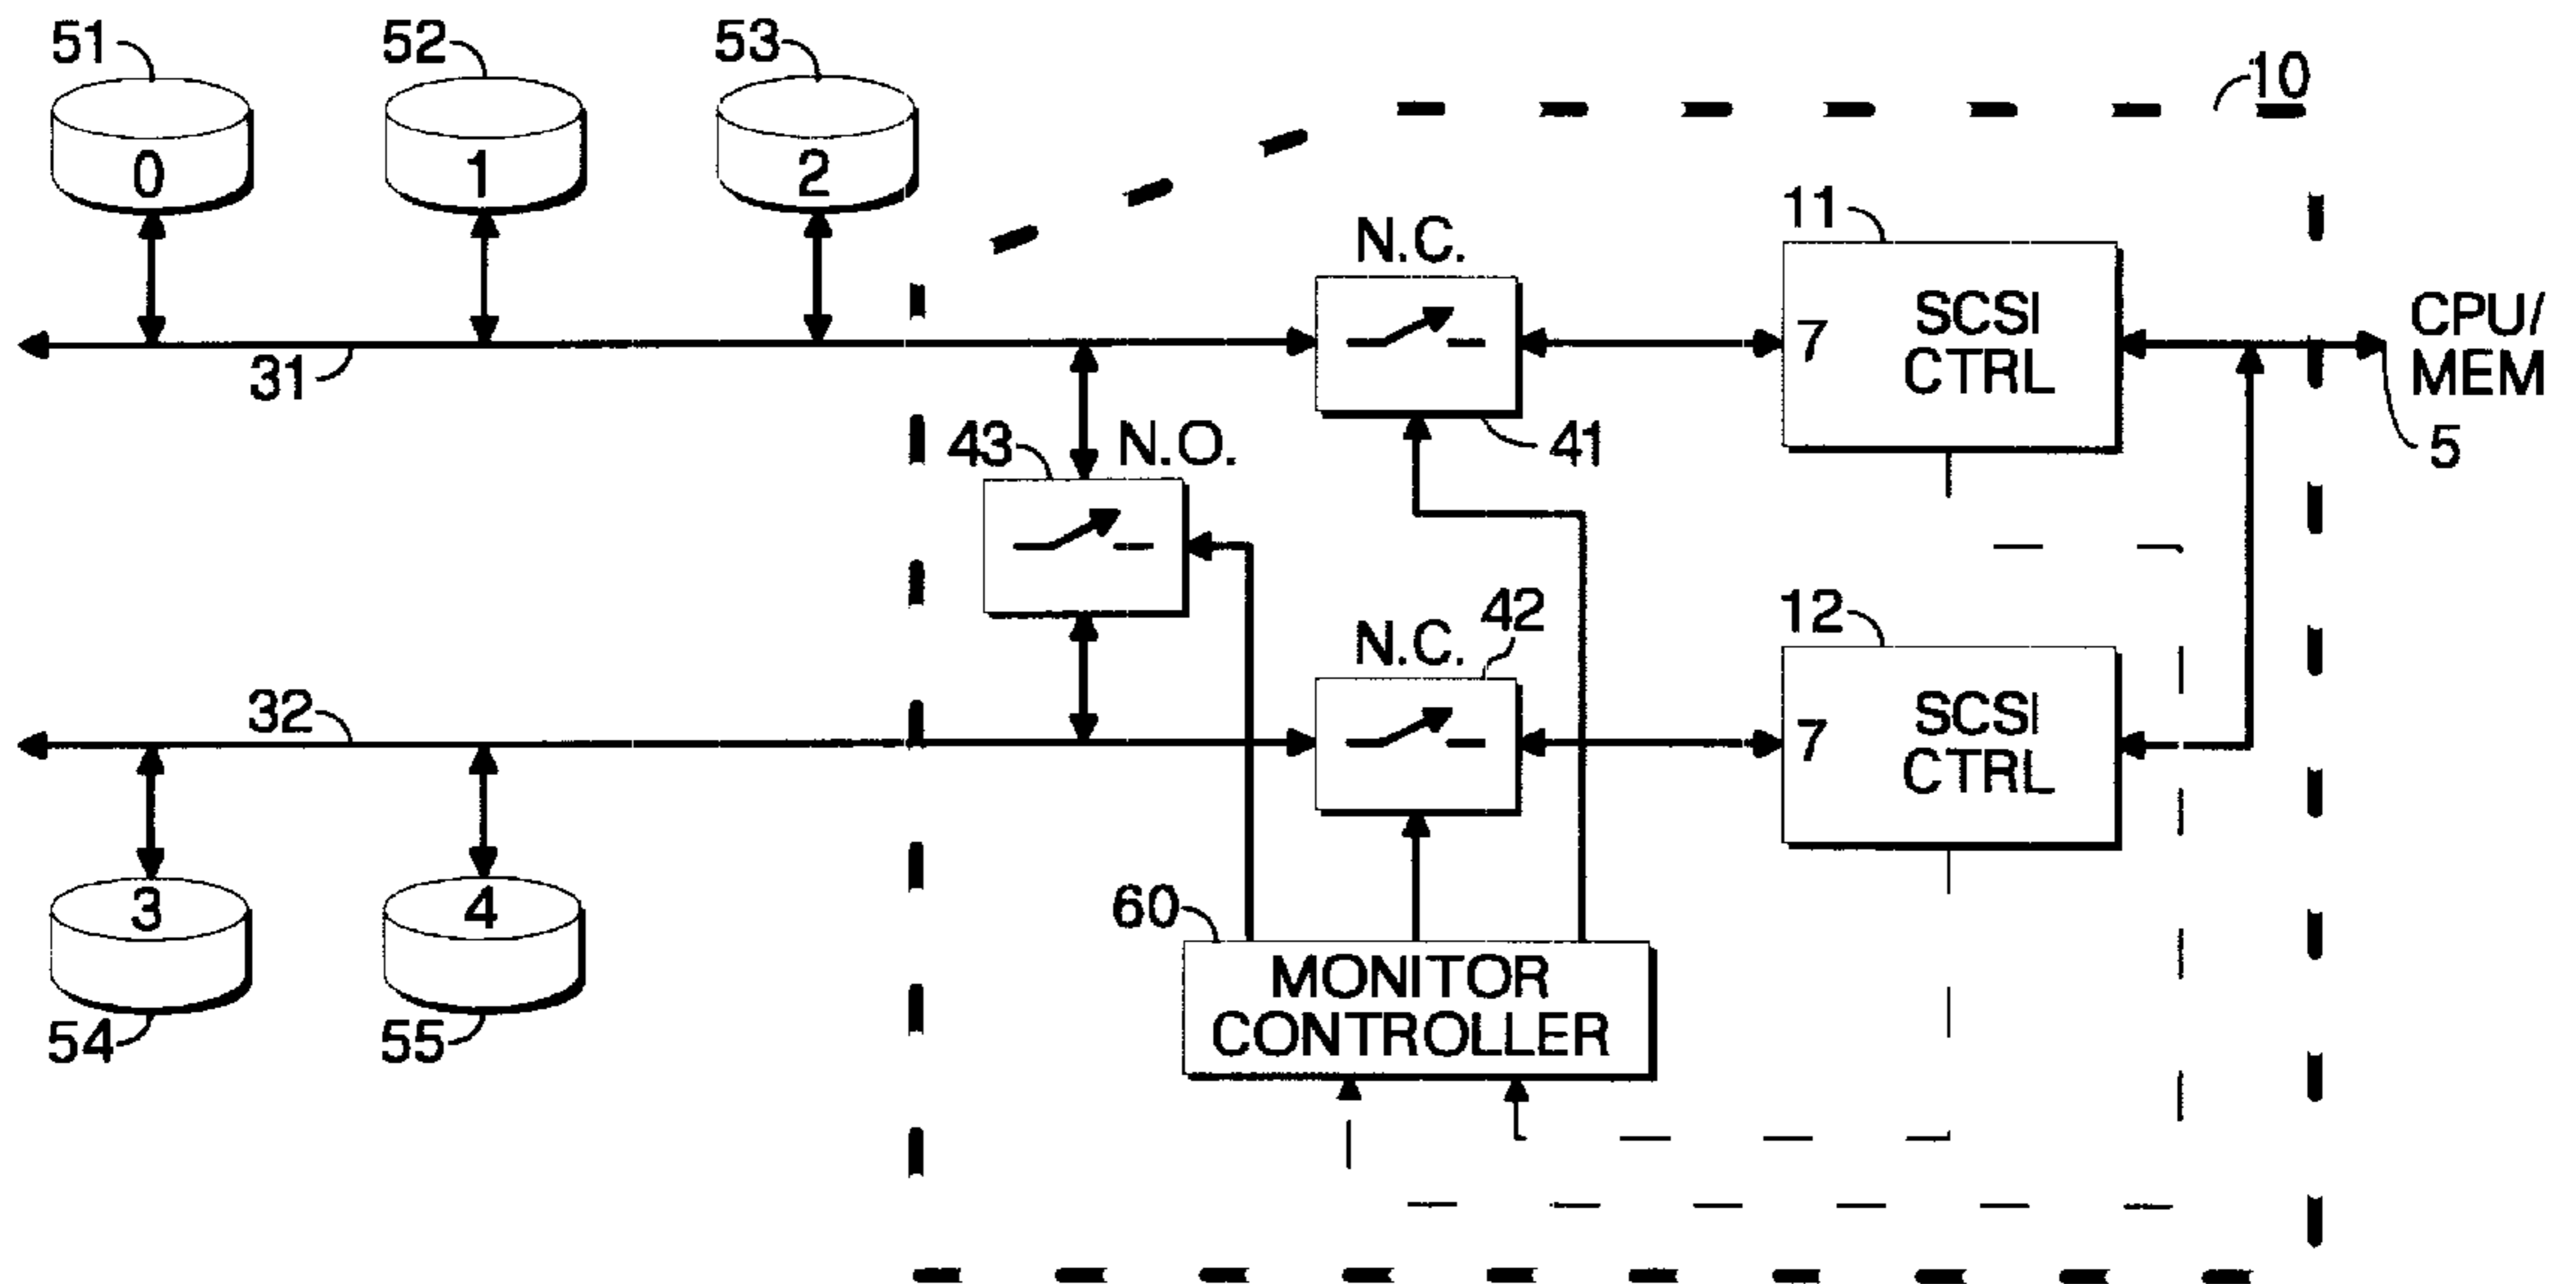 51
52
53
10
0
1
2
N.C.
11
7
SCSI
CTRL
CPU/
MEM
31
43
N.O.
41
5
42
N.C.
12
32
7
SCSI
CTRL
3
4
60
MONITOR
CONTROLLER
54
55